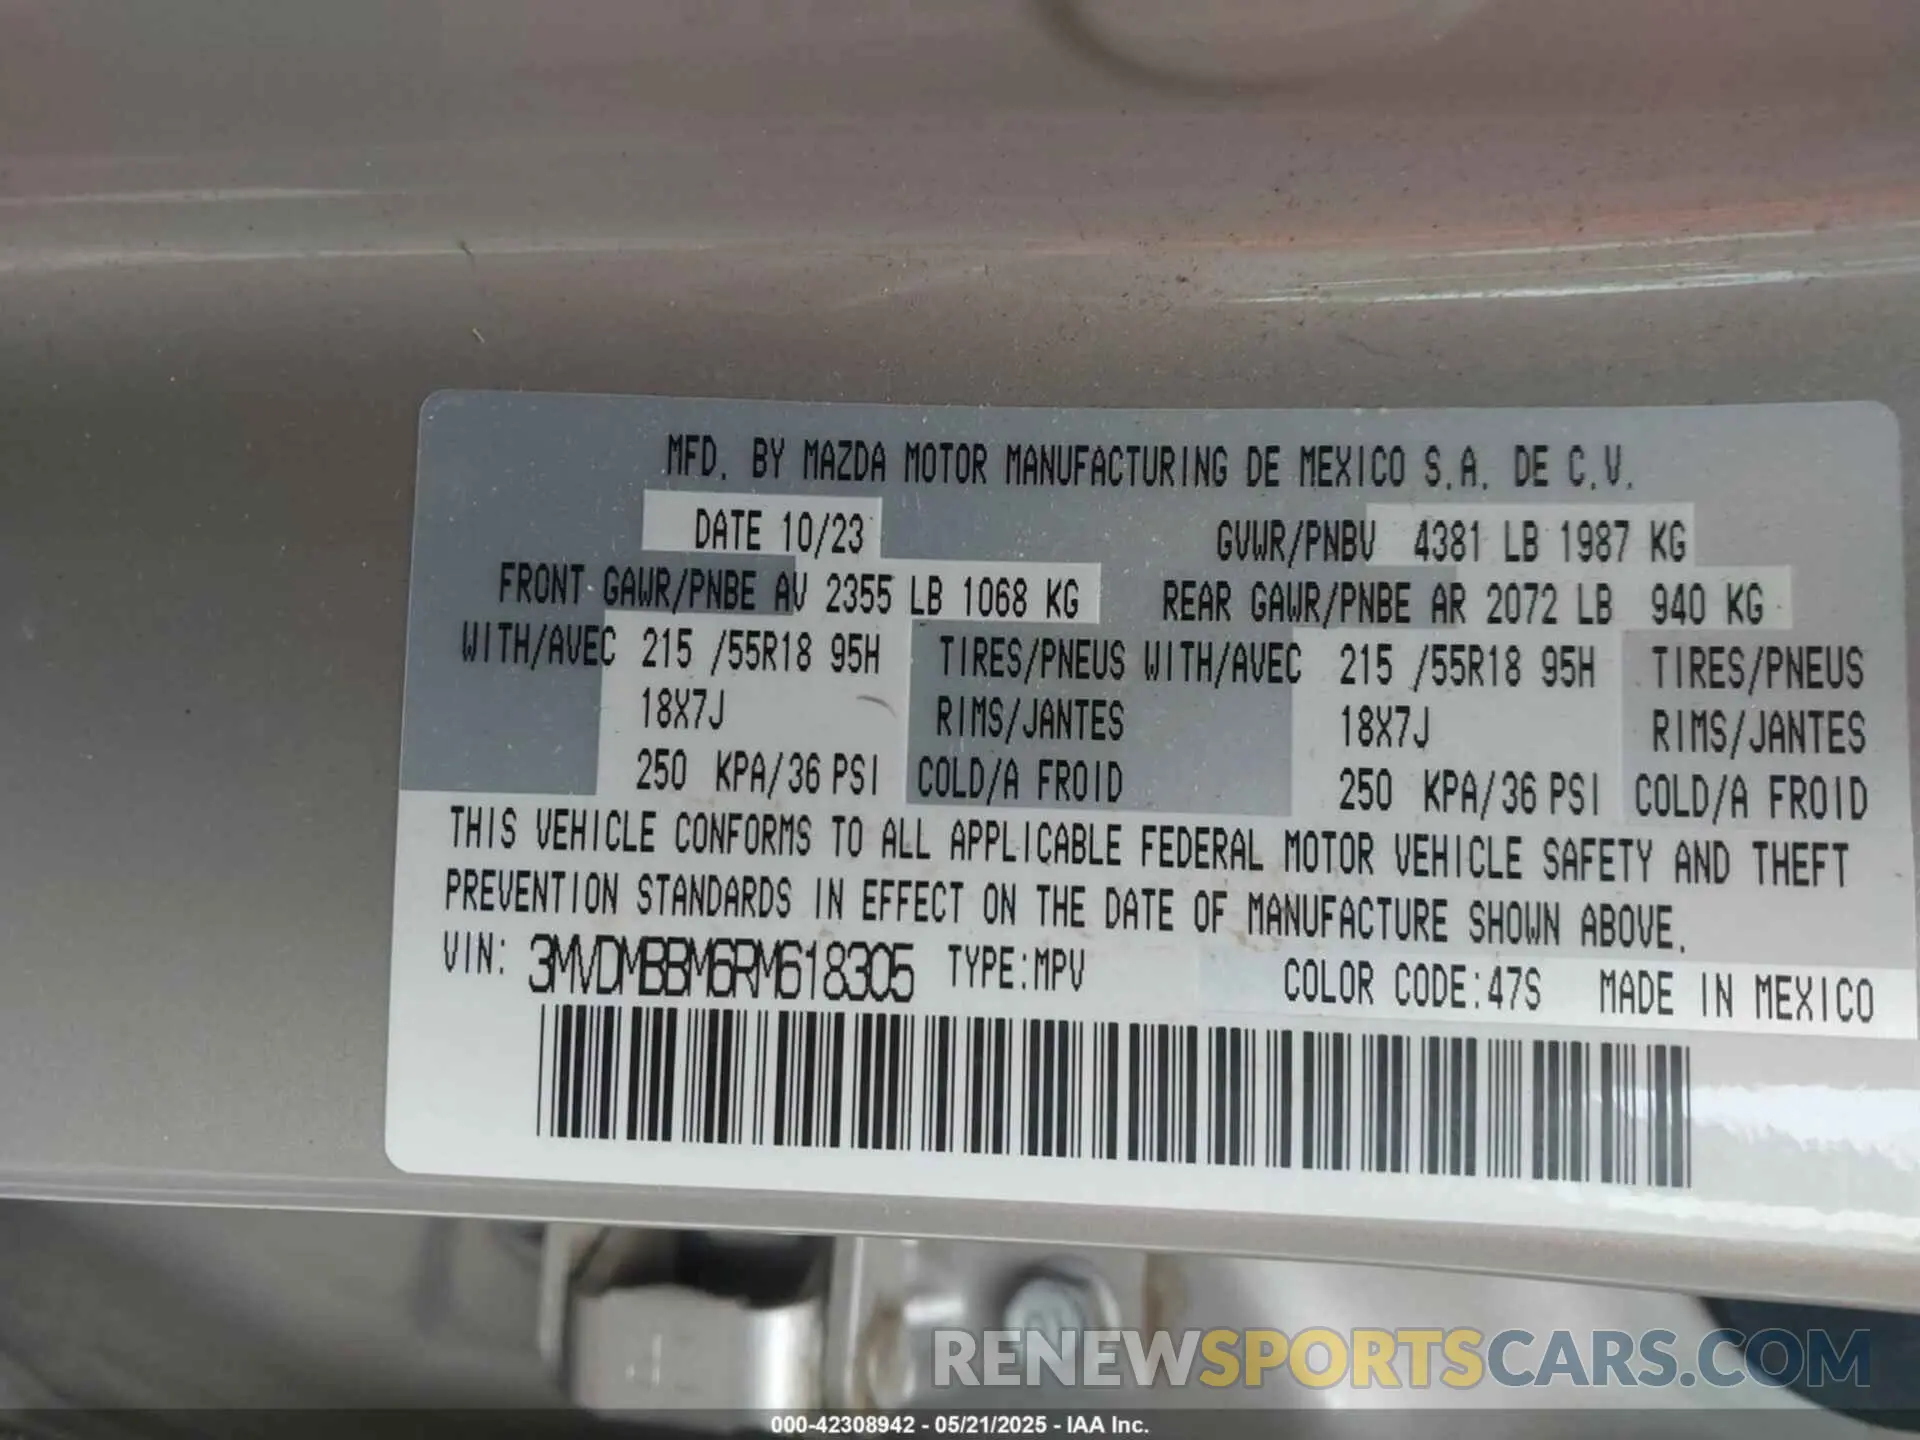 MFD. BY MAZDA MOTOR MANUFACTURING DE MEXICO S.A. DE C.V.
DATE 10/23 GVWR/PNBV 4381 LB 1987 KG
FRONT GAWR/PNBE AV 2355 LB 1068 KG REAR GAWR/PNBE AR 2072 LB 940 KG
WITH/AVEC 215 /55R18 95H TIRES/PNEUS WITH/AVEC 215 /55R18 95H TIRES/PNEUS
18X7J RIMS/JANTES 18X7J RIMS/JANTES
250 KPA/36 PSI COLD/A FROID 250 KPA/36 PSI COLD/A FROID
THIS VEHICLE CONFORMS TO ALL APPLICABLE FEDERAL MOTOR VEHICLE SAFETY AND THEFT
PREVENTION STANDARDS IN EFFECT ON THE DATE OF MANUFACTURE SHOWN ABOVE.
VIN: 3MVDMBBM6RM618305 TYPE:MPV COLOR CODE:47S MADE IN MEXICO
RENEWSPORTSCARS.COM
000-42308942 - 05/21/2025 - IAA Inc.